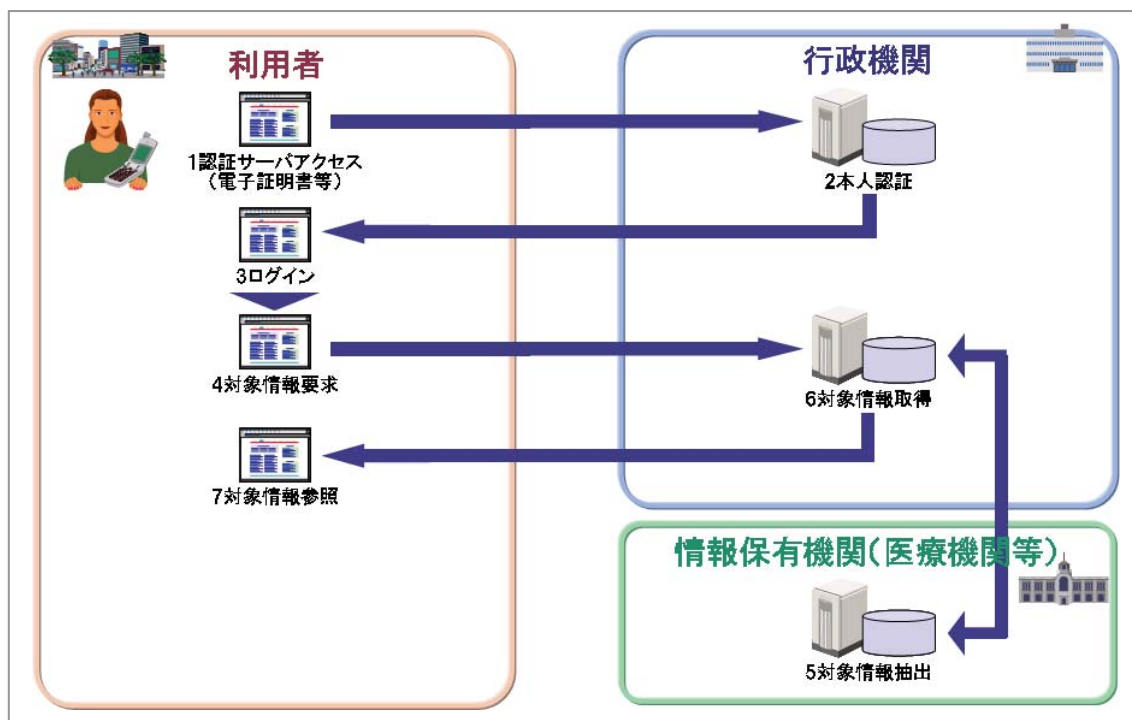 利用者
1認証サーバアクセス
(電子証明書等)
3ログイン
4対象情報要求
7対象情報参照
行政機関
2本人認証
6対象情報取得
情報保有機関(医療機関等)
5対象情報抽出